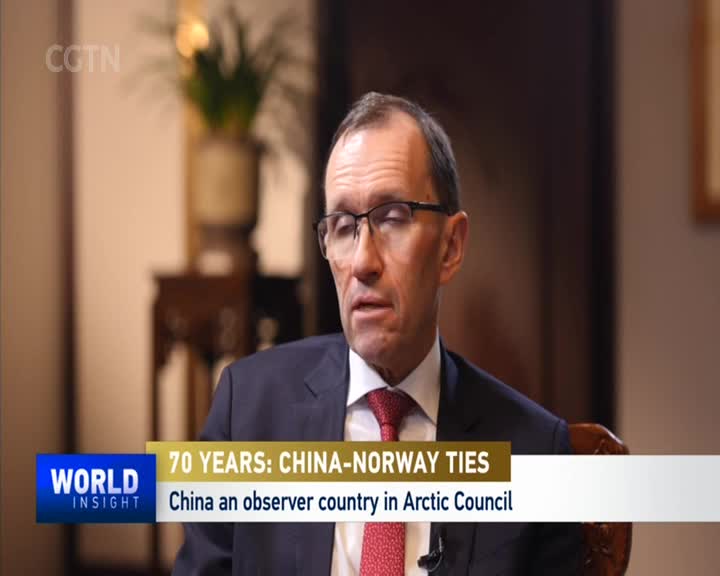 CGTN
70 YEARS: CHINA-NORWAY TIES
WORLD
INSIGHT
China an observer country in Arctic Council